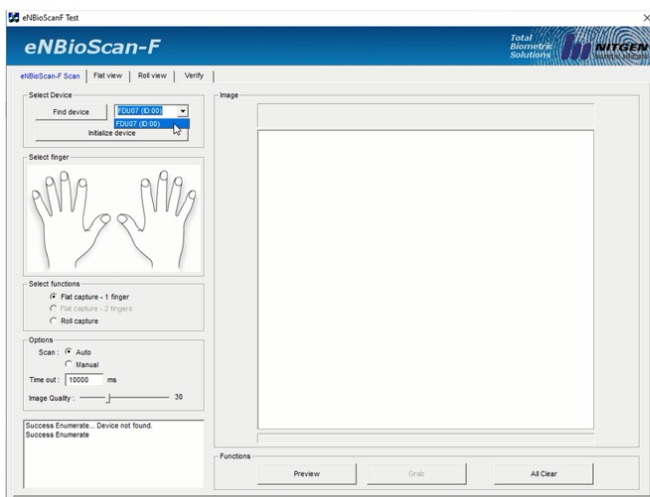 eNBioScanF Test
eNBioScan-F
Total
Biometric
Solutions
NITGEN
eNBioScan-F Scan
Flat view
Roll view
Verify
Select Device
Find device
FDU07 (ID:00)
FDU07 (ID:00)
Initialize device
Select finger
Select functions
Flat capture - 1 finger
Flat capture - 2 fingers
Roll capture
Options
Scan : Auto
Manual
Time out : 10000 ms
Image Quality : 30
Success Enumerate... Device not found.
Success Enumerate
Image
Functions
Preview
Grab
All Clear